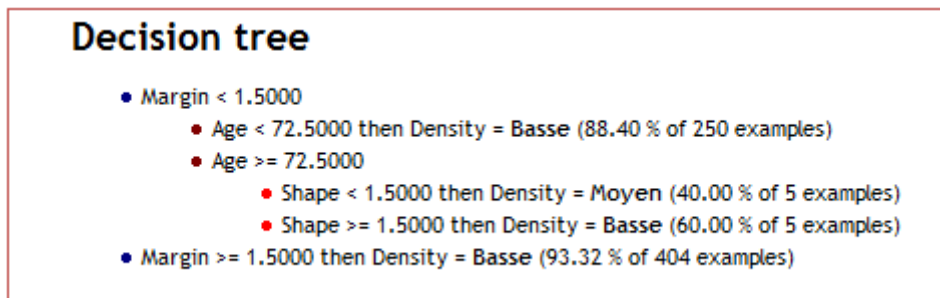 Decision tree
Margin < 1.5000
Age < 72.5000 then Density = Basse (88.40 % of 250 examples)
Age >= 72.5000
Shape < 1.5000 then Density = Moyen (40.00 % of 5 examples)
Shape >= 1.5000 then Density = Basse (60.00 % of 5 examples)
Margin >= 1.5000 then Density = Basse (93.32 % of 404 examples)